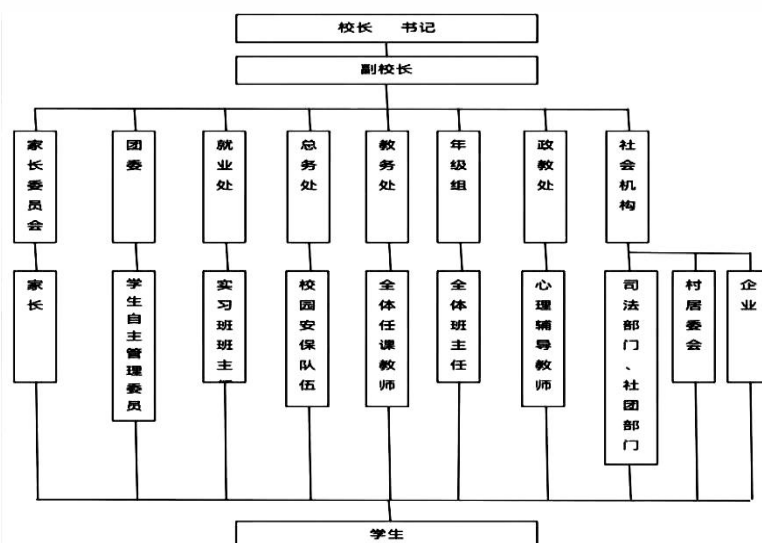 校长 书记
副校长
家长委员会
团委
就业处
总务处
教务处
年级组
政教处
社会机构
家长
学生自主管理委员
实习班班主
校园安保队伍
全体任课教师
全体班主任
心理辅导教师
司法部门、社团部门
村居委会
企业
学生